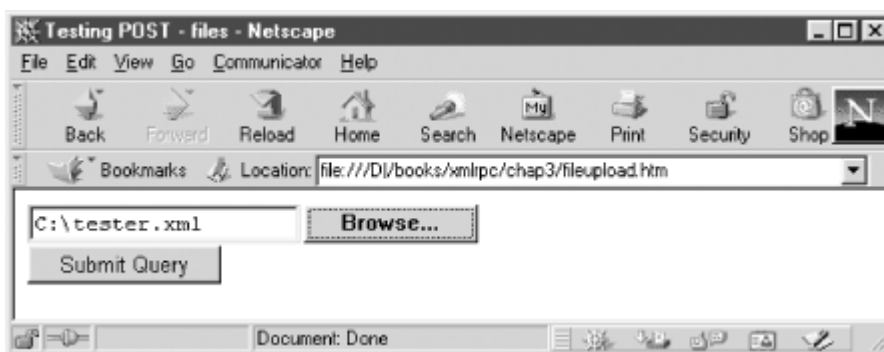 Testing POST - files - Netscape
File Edit View Go Communicator Help
Back Forward Reload Home Search Netscape Print Security Shop
My
N
Bookmarks Location: file:///D|/books/xmlrpc/chap3/fileupload.htm
C:\tester.xml Browse...
Submit Query
Document: Done